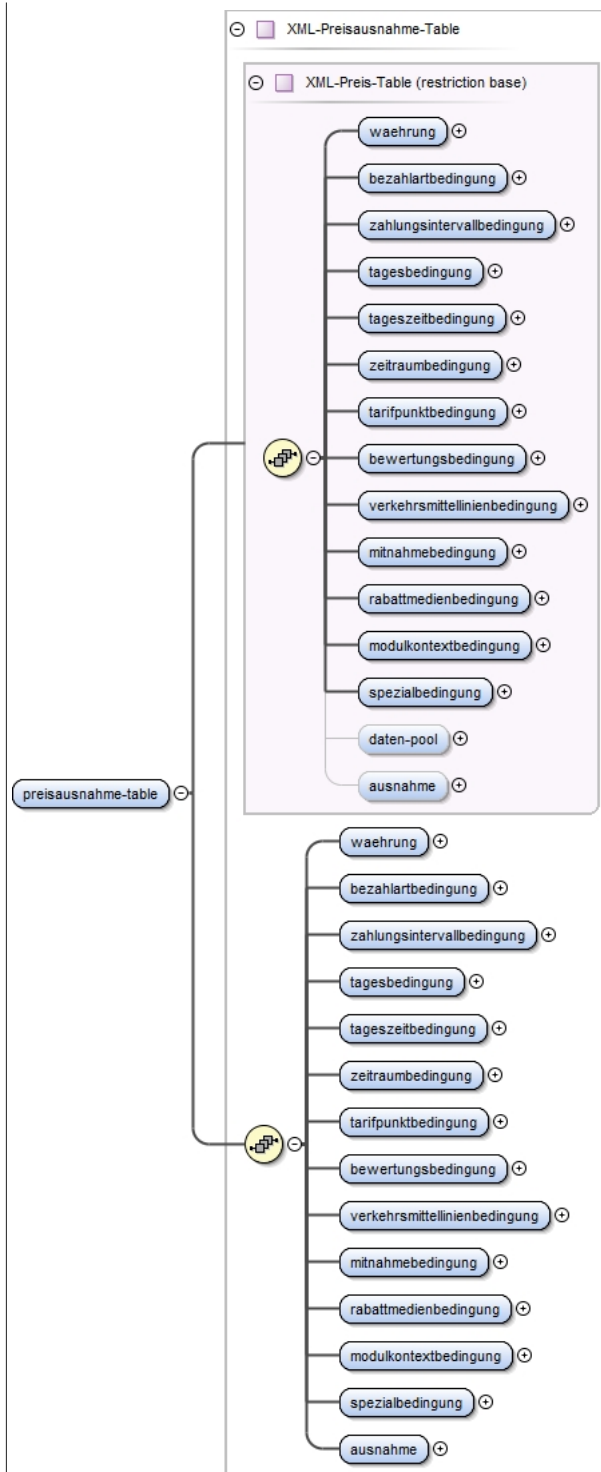 XML-Preisausnahme-Table
XML-Preis-Table (restriction base)
waehrung
bezahlartbedingung
zahlungsintervallbedingung
tagesbedingung
tageszeitbedingung
zeitraumbedingung
tarifpunktbedingung
bewertungsbedingung
verkehrsmittellinienbedingung
mitnahmebedingung
rabattmedienbedingung
modulkontextbedingung
spezialbedingung
daten-pool
ausnahme
preisausnahme-table
waehrung
bezahlartbedingung
zahlungsintervallbedingung
tagesbedingung
tageszeitbedingung
zeitraumbedingung
tarifpunktbedingung
bewertungsbedingung
verkehrsmittellinienbedingung
mitnahmebedingung
rabattmedienbedingung
modulkontextbedingung
spezialbedingung
ausnahme